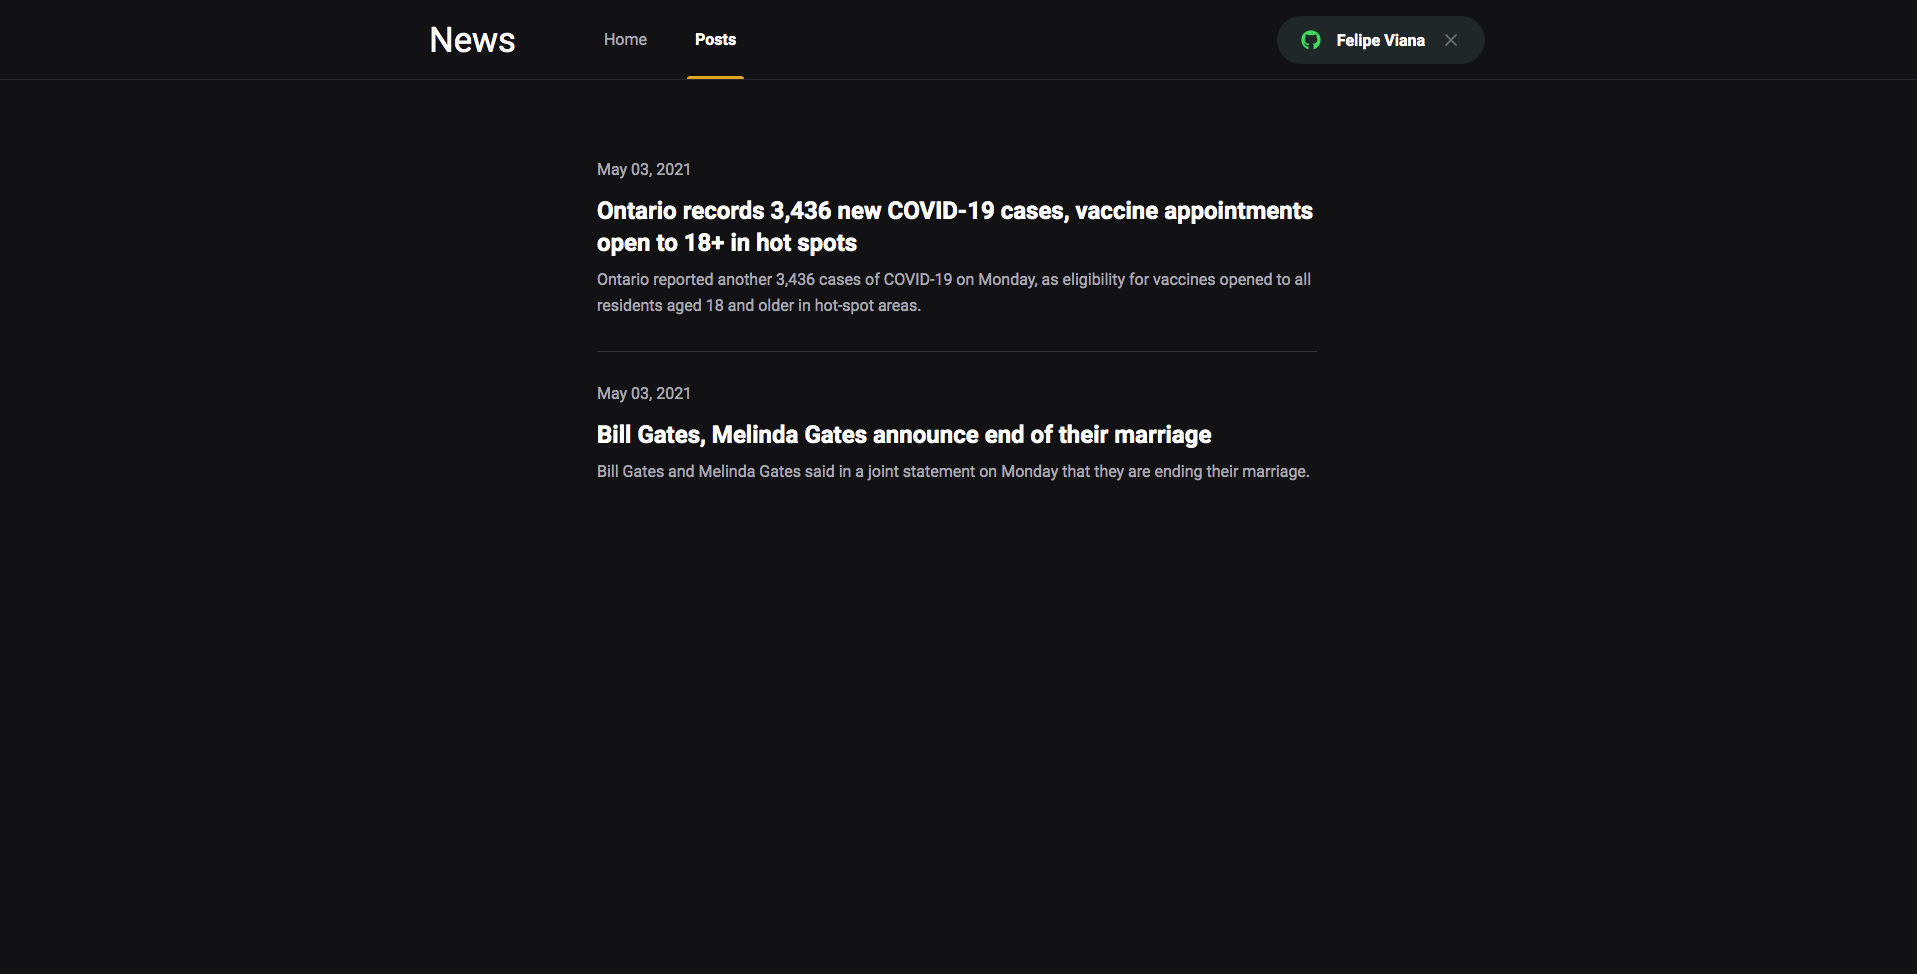 News
Home
Posts
Felipe Viana
May 03, 2021
Ontario records 3,436 new COVID-19 cases, vaccine appointments
open to 18+ in hot spots
Ontario reported another 3,436 cases of COVID-19 on Monday, as eligibility for vaccines opened to all
residents aged 18 and older in hot-spot areas.
May 03, 2021
Bill Gates, Melinda Gates announce end of their marriage
Bill Gates and Melinda Gates said in a joint statement on Monday that they are ending their marriage.